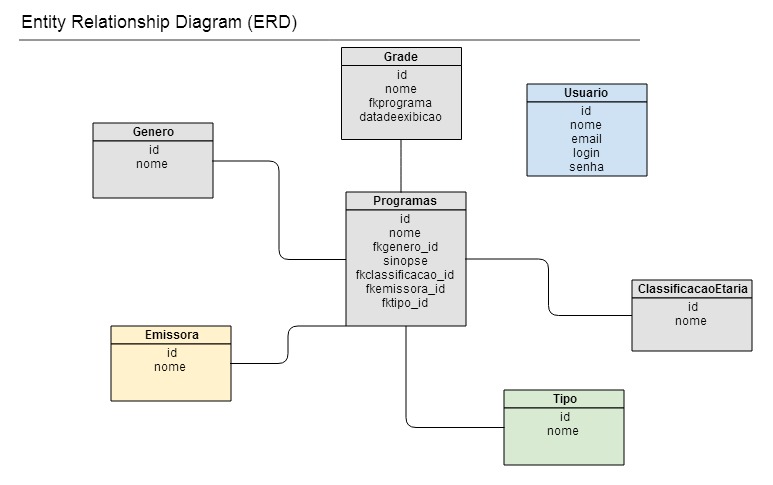 Entity Relationship Diagram (ERD)
Grade
id
nome
fkprograma
datadeexibicao
Usuario
id
nome
email
login
senha
Genero
id
nome
Programas
id
nome
fkgenero_id
sinopse
fkclassificacao_id
fkemissora_id
fktipo_id
ClassificacaoEtaria
id
nome
Emissora
id
nome
Tipo
id
nome